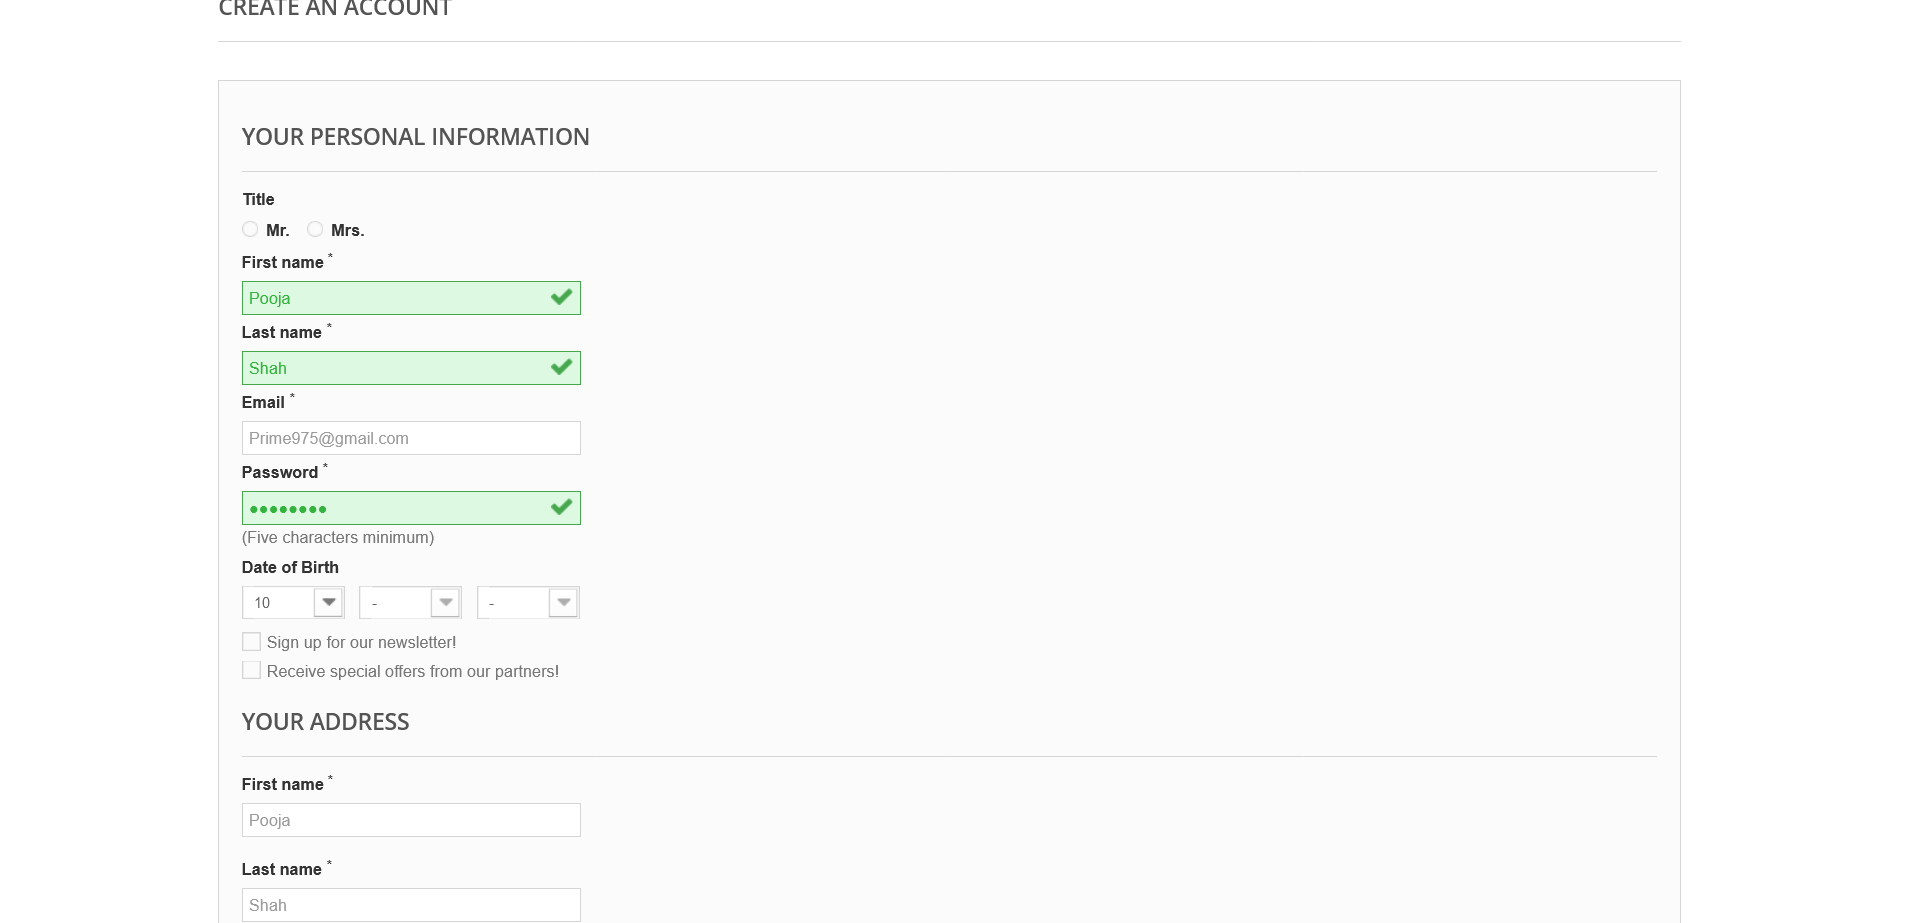 CREATE AN ACCOUNT
YOUR PERSONAL INFORMATION
Title
Mr. Mrs.
First name *
Pooja
Last name *
Shah
Email *
Prime975@gmail.com
Password *
••••••••
(Five characters minimum)
Date of Birth
10 - -
Sign up for our newsletter!
Receive special offers from our partners!
YOUR ADDRESS
First name *
Pooja
Last name *
Shah